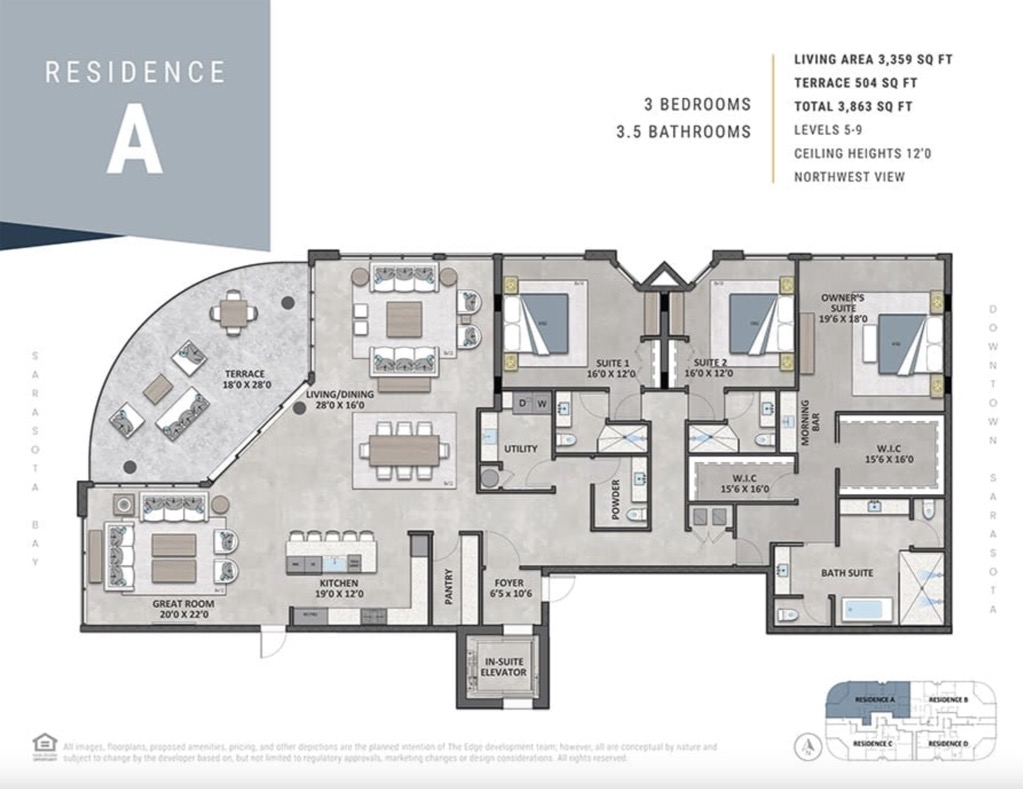 RESIDENCE
A
3 BEDROOMS
3.5 BATHROOMS
LIVING AREA 3,359 SQ FT
TERRACE 504 SQ FT
TOTAL 3,863 SQ FT
LEVELS 5-9
CEILING HEIGHTS 12'0
NORTHWEST VIEW
SARASOTA BAY
TERRACE
18'0 X 28'0
LIVING/DINING
28'0 X 16'0
SUITE 1
16'0 X 12'0
SUITE 2
16'0 X 12'0
OWNER'S
SUITE
19'6 X 18'0
DOWNTOWN SARASOTA
D W
UTILITY
POWDER
MORNING
BAR
W.I.C
15'6 X 16'0
W.I.C
15'6 X 16'0
GREAT ROOM
20'0 X 22'0
KITCHEN
19'0 X 12'0
PANTRY
FOYER
6'5 x 10'6
BATH SUITE
IN-SUITE
ELEVATOR
RESIDENCE A
RESIDENCE B
RESIDENCE C
RESIDENCE D
All images, floorplans, proposed amenities, pricing, and other depictions are the planned intention of The Edge development team; however, all are conceptual by nature and
subject to change by the developer based on, but not limited to regulatory approvals, marketing changes or design considerations. All rights reserved.